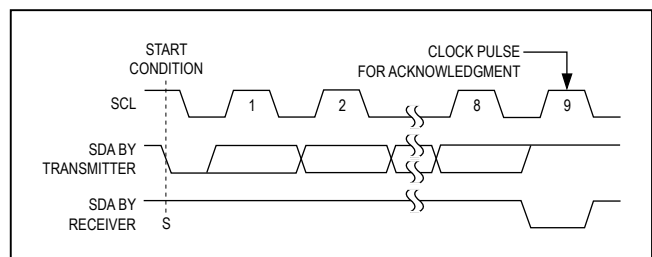 START
CONDITION
CLOCK PULSE
FOR ACKNOWLEDGMENT
SCL
1
2
8
9
SDA BY
TRANSMITTER
SDA BY
RECEIVER
S